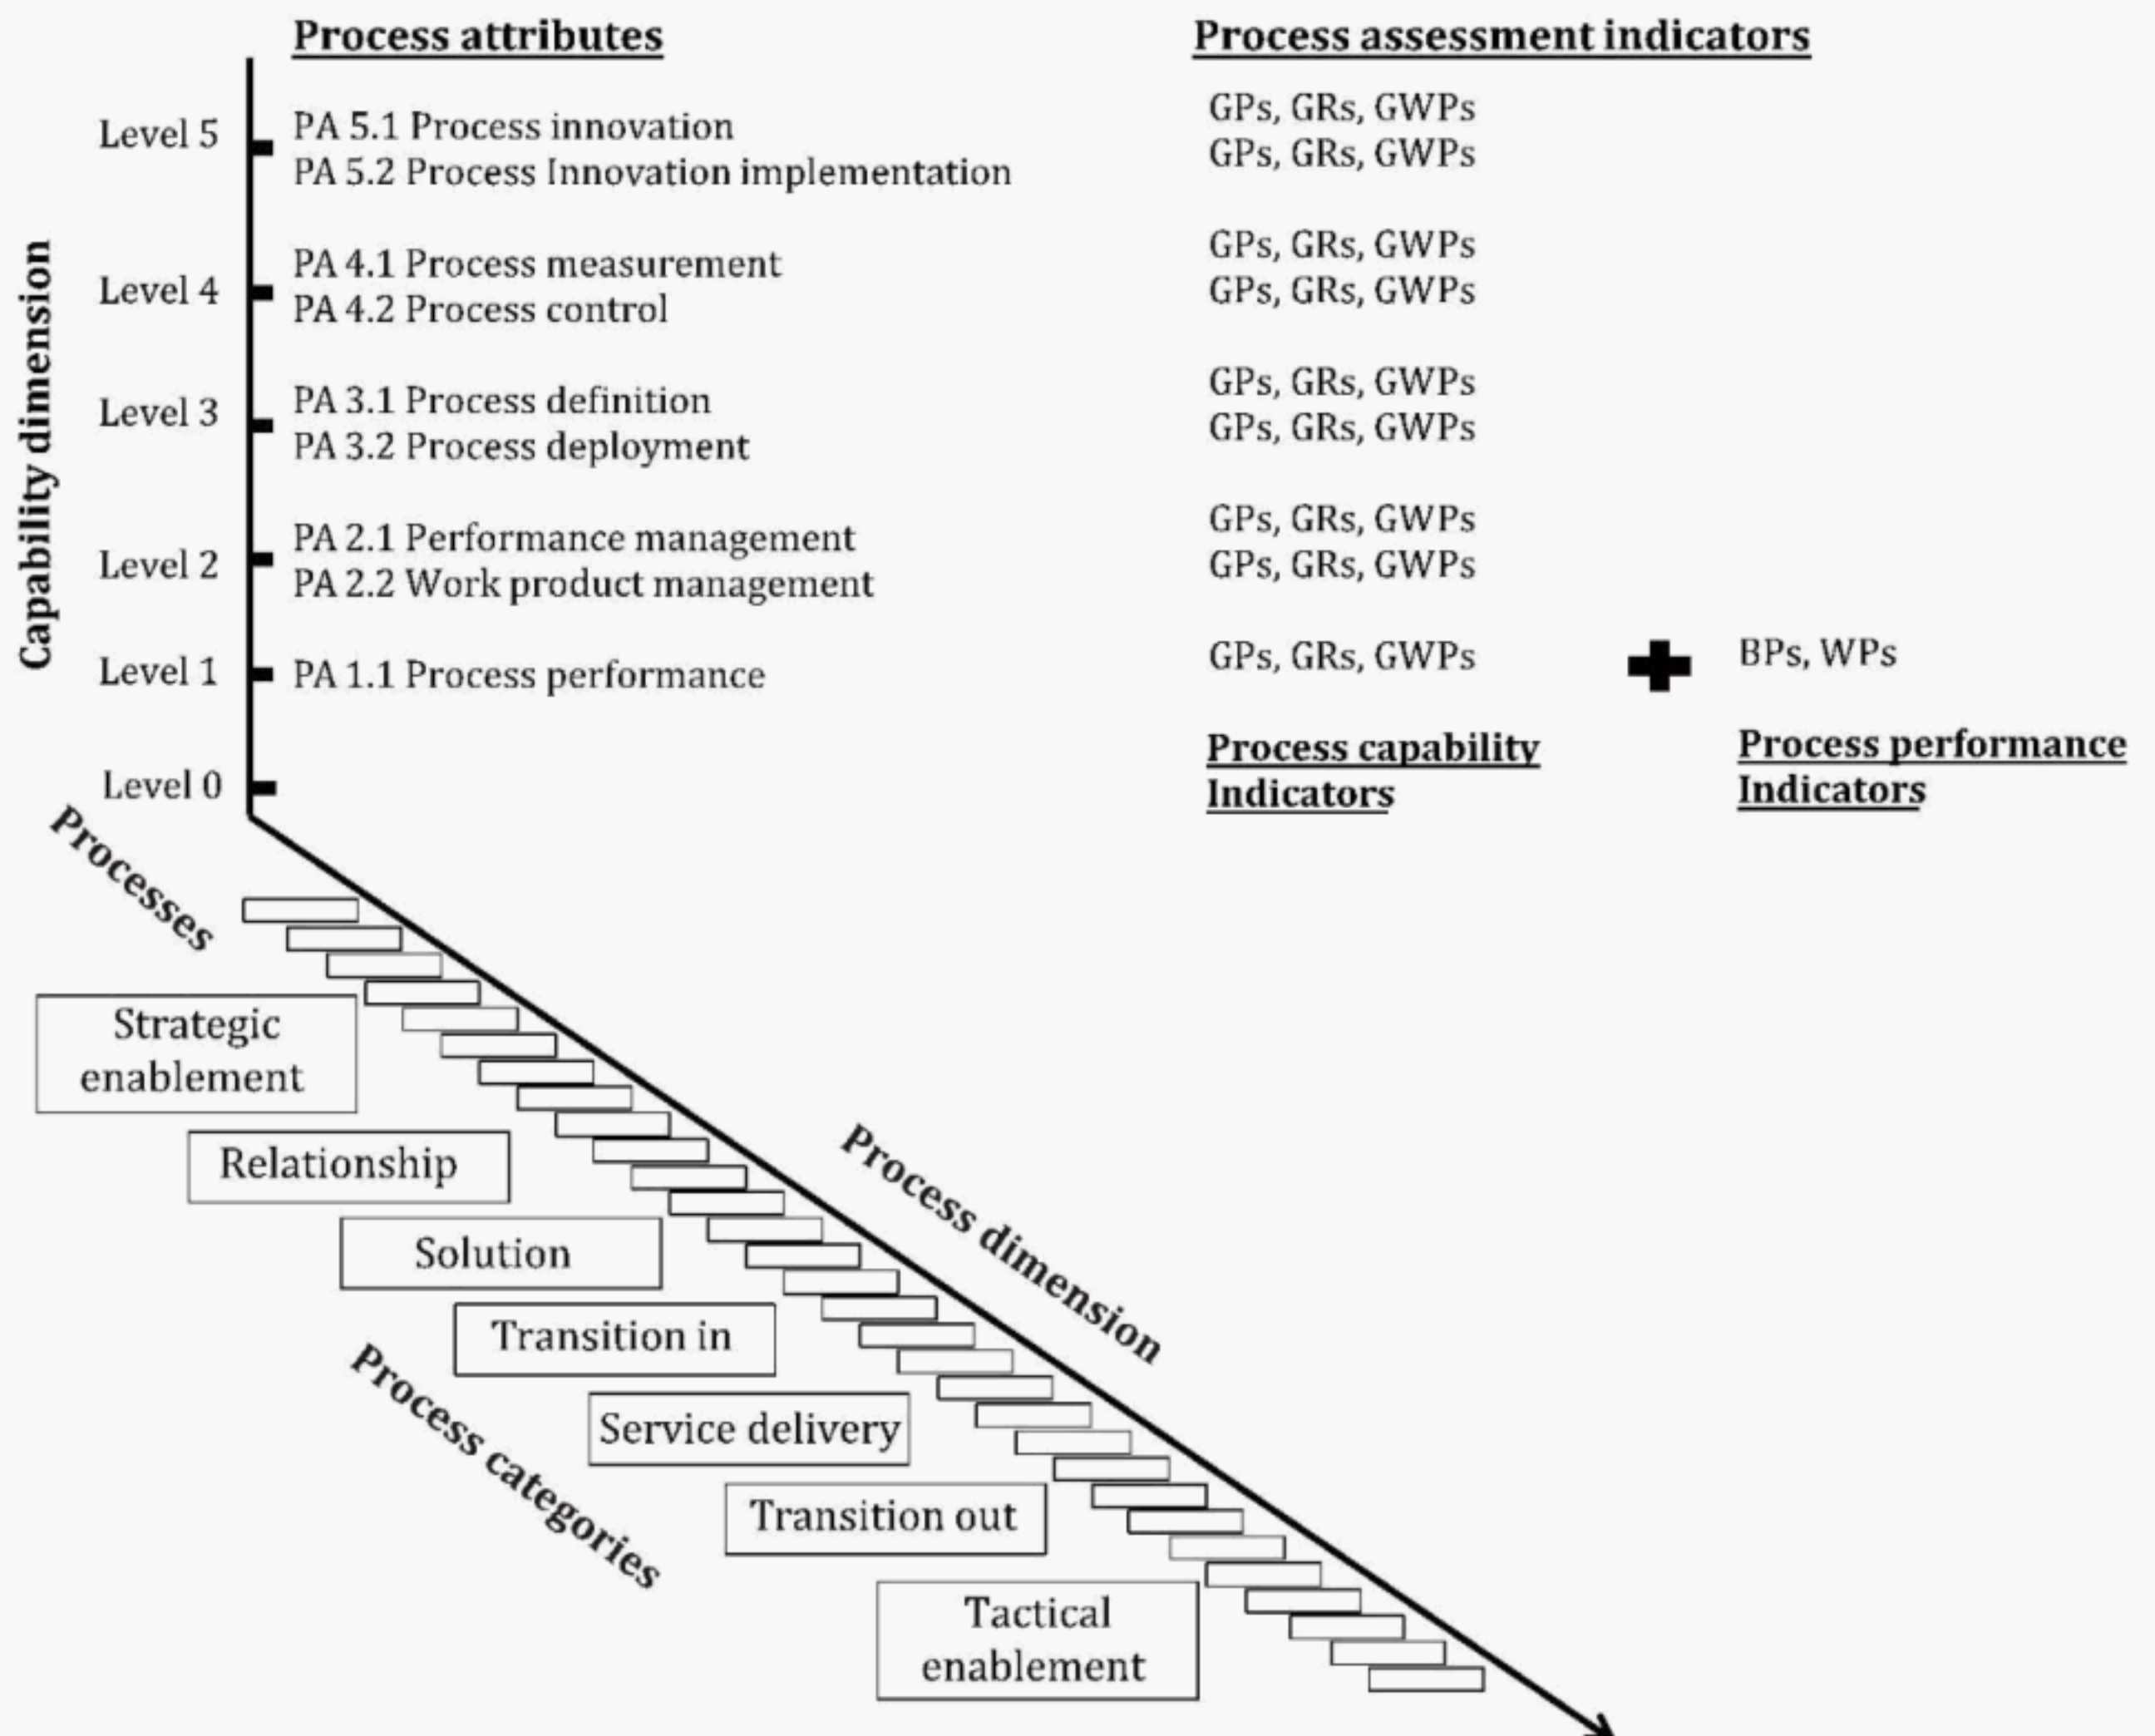 Process attributes
Process assessment indicators
Capability dimension
Level 5
PA 5.1 Process innovation
GPs, GRs, GWPs
PA 5.2 Process Innovation implementation
GPs, GRs, GWPs
Level 4
PA 4.1 Process measurement
GPs, GRs, GWPs
PA 4.2 Process control
GPs, GRs, GWPs
Level 3
PA 3.1 Process definition
GPs, GRs, GWPs
PA 3.2 Process deployment
GPs, GRs, GWPs
Level 2
PA 2.1 Performance management
GPs, GRs, GWPs
PA 2.2 Work product management
GPs, GRs, GWPs
Level 1
PA 1.1 Process performance
GPs, GRs, GWPs
BPs, WPs
Process capability
Indicators
Process performance
Indicators
Level 0
Processes
Strategic
enablement
Relationship
Solution
Transition in
Service delivery
Transition out
Tactical
enablement
Process dimension
Process categories